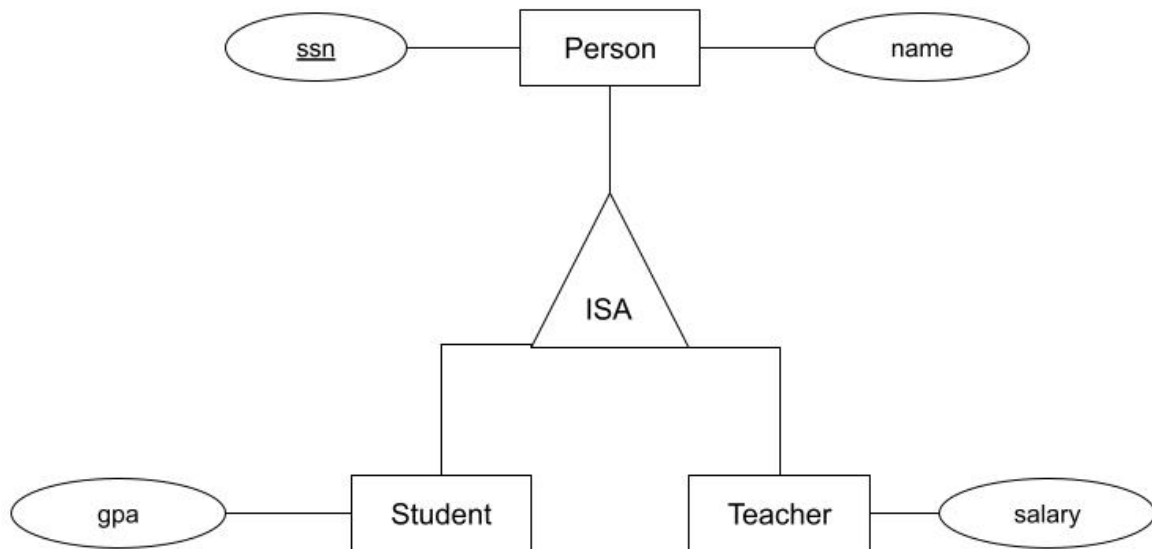 ssn
Person
name
ISA
gpa
Student
Teacher
salary